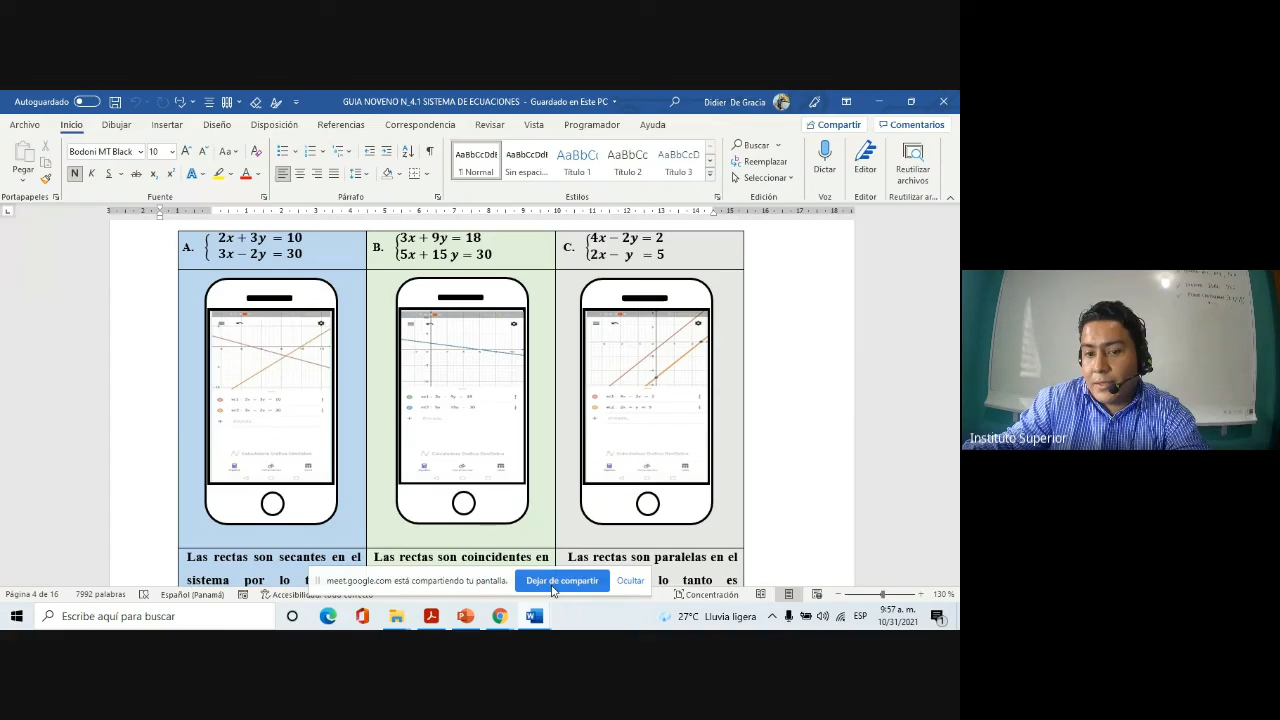 Autoguardado
GUIA NOVENO N_4.1 SISTEMA DE ECUACIONES - Guardado en Este PC
Didier De Gracia
Archivo Inicio Dibujar Insertar Diseño Disposición Referencias Correspondencia Revisar Vista Programador Ayuda
Compartir Comentarios
Pegar
Bodoni MT Black 10
N K S ab
AaBbCcDdE AaBbCcDdI AaBbC AaBbCc AaBbCcD
¶ Normal Sin espaci... Título 1 Título 2 Título 3
Buscar
Reemplazar
Seleccionar
Dictar
Editor
Reutilizar archivos
Portapapeles Fuente Párrafo Estilos Edición Voz Editor Reutilizar ar...
A. 2x + 3y = 10
3x − 2y = 30
B. 3x + 9y = 18
5x + 15 y = 30
C. 4x − 2y = 2
2x − y = 5
Las rectas son secantes en el
sistema por lo
Las rectas son coincidentes en
Las rectas son paralelas en el
lo tanto es
meet.google.com está compartiendo tu pantalla.
Dejar de compartir
Ocultar
Página 4 de 16 7992 palabras Español (Panamá) Concentración 130 %
Escribe aquí para buscar
27°C Lluvia ligera
ESP
9:57 a. m.
10/31/2021
Instituto Superior